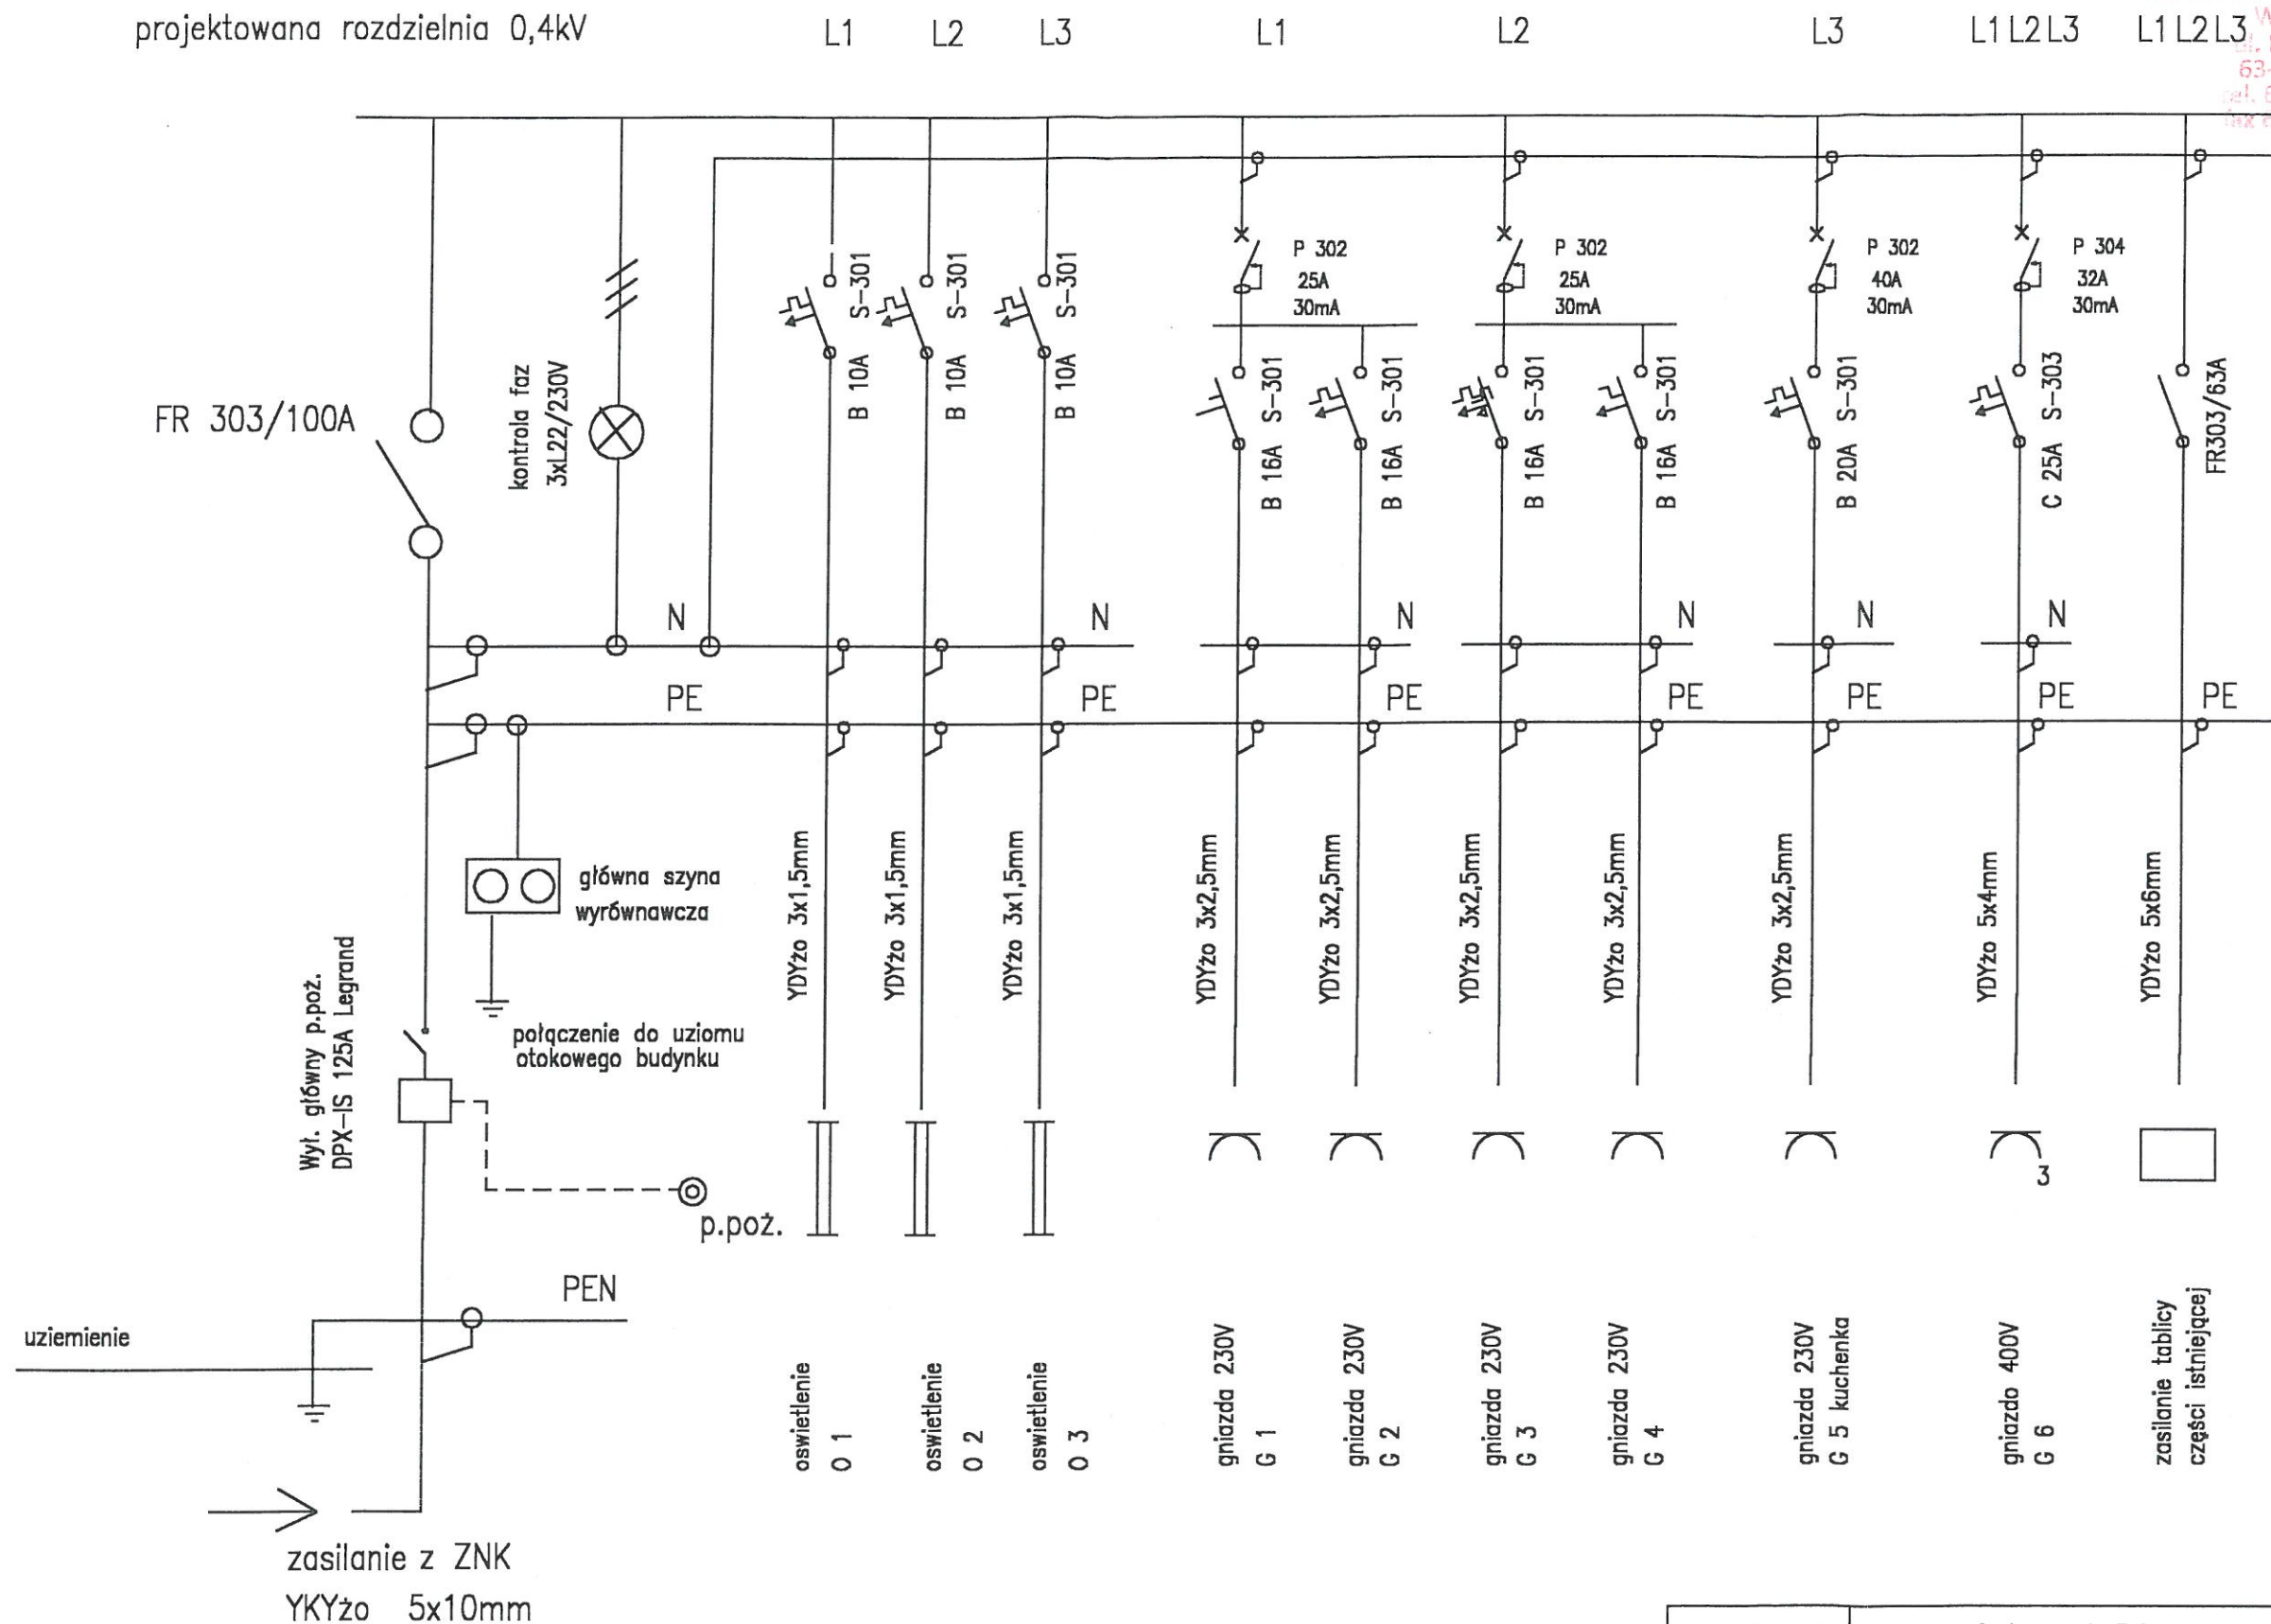 projektowana rozdzielnia 0,4kV
L1
L2
L3
L1
L2
L3
L1 L2 L3
L1 L2 L3
63-
FR 303/100A
kontrola faz
3xL22/230V
B 10A S-301
B 10A S-301
B 10A S-301
P 302
25A
30mA
P 302
25A
30mA
P 302
40A
30mA
P 304
32A
30mA
B 16A S-301
B 16A S-301
B 16A S-301
B 16A S-301
B 20A S-301
C 25A S-303
FR303/63A
N
N
N
N
N
N
PE
PE
PE
PE
PE
PE
PE
główna szyna
wyrównawcza
połączenie do uziomu
otokowego budynku
Wył. główny p.poż.
DPX-IS 125A Legrand
p.poż.
YDYżo 3x1,5mm
YDYżo 3x1,5mm
YDYżo 3x1,5mm
YDYżo 3x2,5mm
YDYżo 3x2,5mm
YDYżo 3x2,5mm
YDYżo 3x2,5mm
YDYżo 3x2,5mm
YDYżo 5x4mm
YDYżo 5x6mm
3
PEN
uziemienie
oswietlenie
O 1
oswietlenie
O 2
oswietlenie
O 3
gniazda 230V
G 1
gniazda 230V
G 2
gniazda 230V
G 3
gniazda 230V
G 4
gniazda 230V
G 5 kuchenka
gniazdo 400V
G 6
zasilanie tablicy
części istniejącej
zasilanie z ZNK
YKYżo 5x10mm